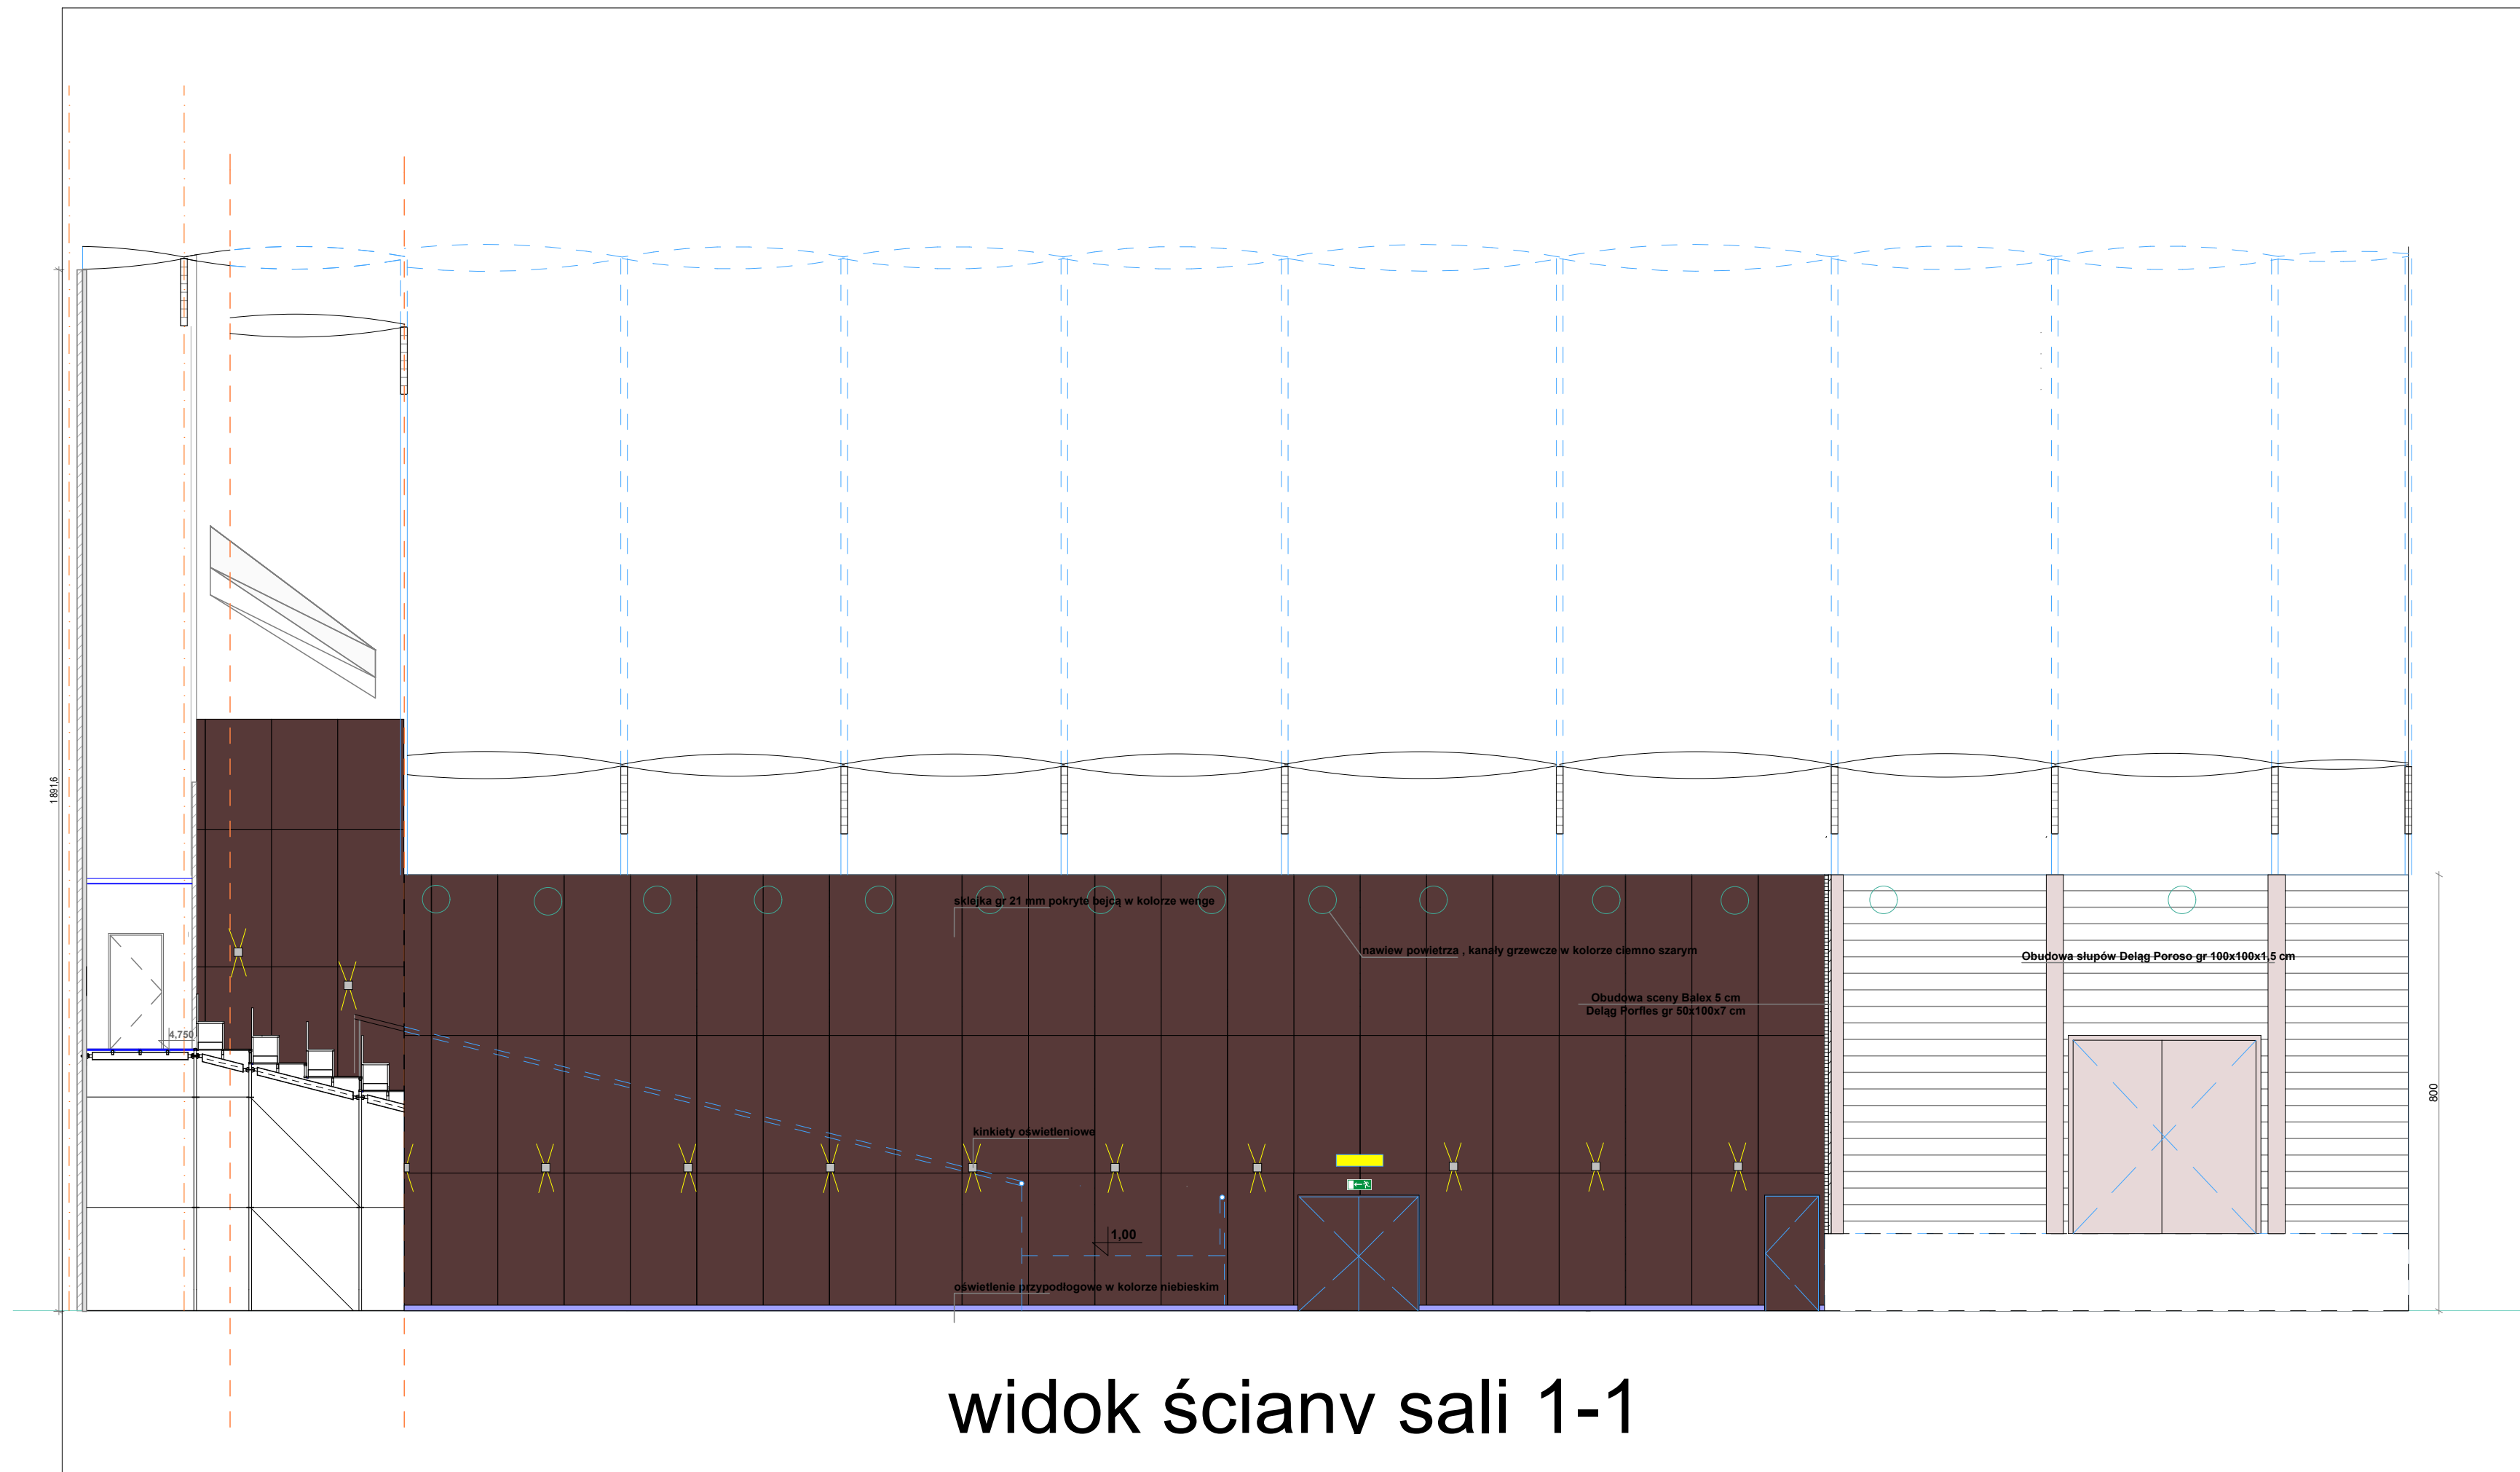 18916
sklejka gr 21 mm pokryte bejcą w kolorze wenge
nawiew powietrza , kanały grzewcze w kolorze ciemno szarym
Obudowa słupów Deląg Poroso gr 100x100x1,5 cm
Obudowa sceny Balex 5 cm
Deląg Porfles gr 50x100x7 cm
4,750
800
kinkiety oświetleniowe
1,00
oświetlenie przypodłogowe w kolorze niebieskim
widok ściany sali 1-1